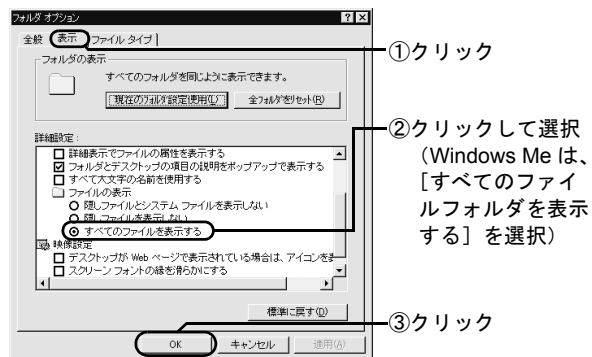 フォルダ オプション
全般
表示
ファイル タイプ
①クリック
フォルダの表示
すべてのフォルダを同じように表示できます。
現在のフォルダ設定使用(L)
全フォルダをリセット(R)
詳細設定:
②クリックして選択
(Windows Me は、
[すべてのファイ
ルフォルダを表示
する]を選択)
詳細表示でファイルの属性を表示する
フォルダとデスクトップの項目の説明をポップアップで表示する
すべて大文字の名前を使用する
ファイルの表示
隠しファイルとシステム ファイルを表示しない
隠しファイルを表示しない
すべてのファイルを表示する
映像設定
デスクトップが Web ページで表示されている場合は、アイコンを
スクリーン フォントの縁を滑らかにする
標準に戻す(D)
③クリック
OK
キャンセル
適用(A)